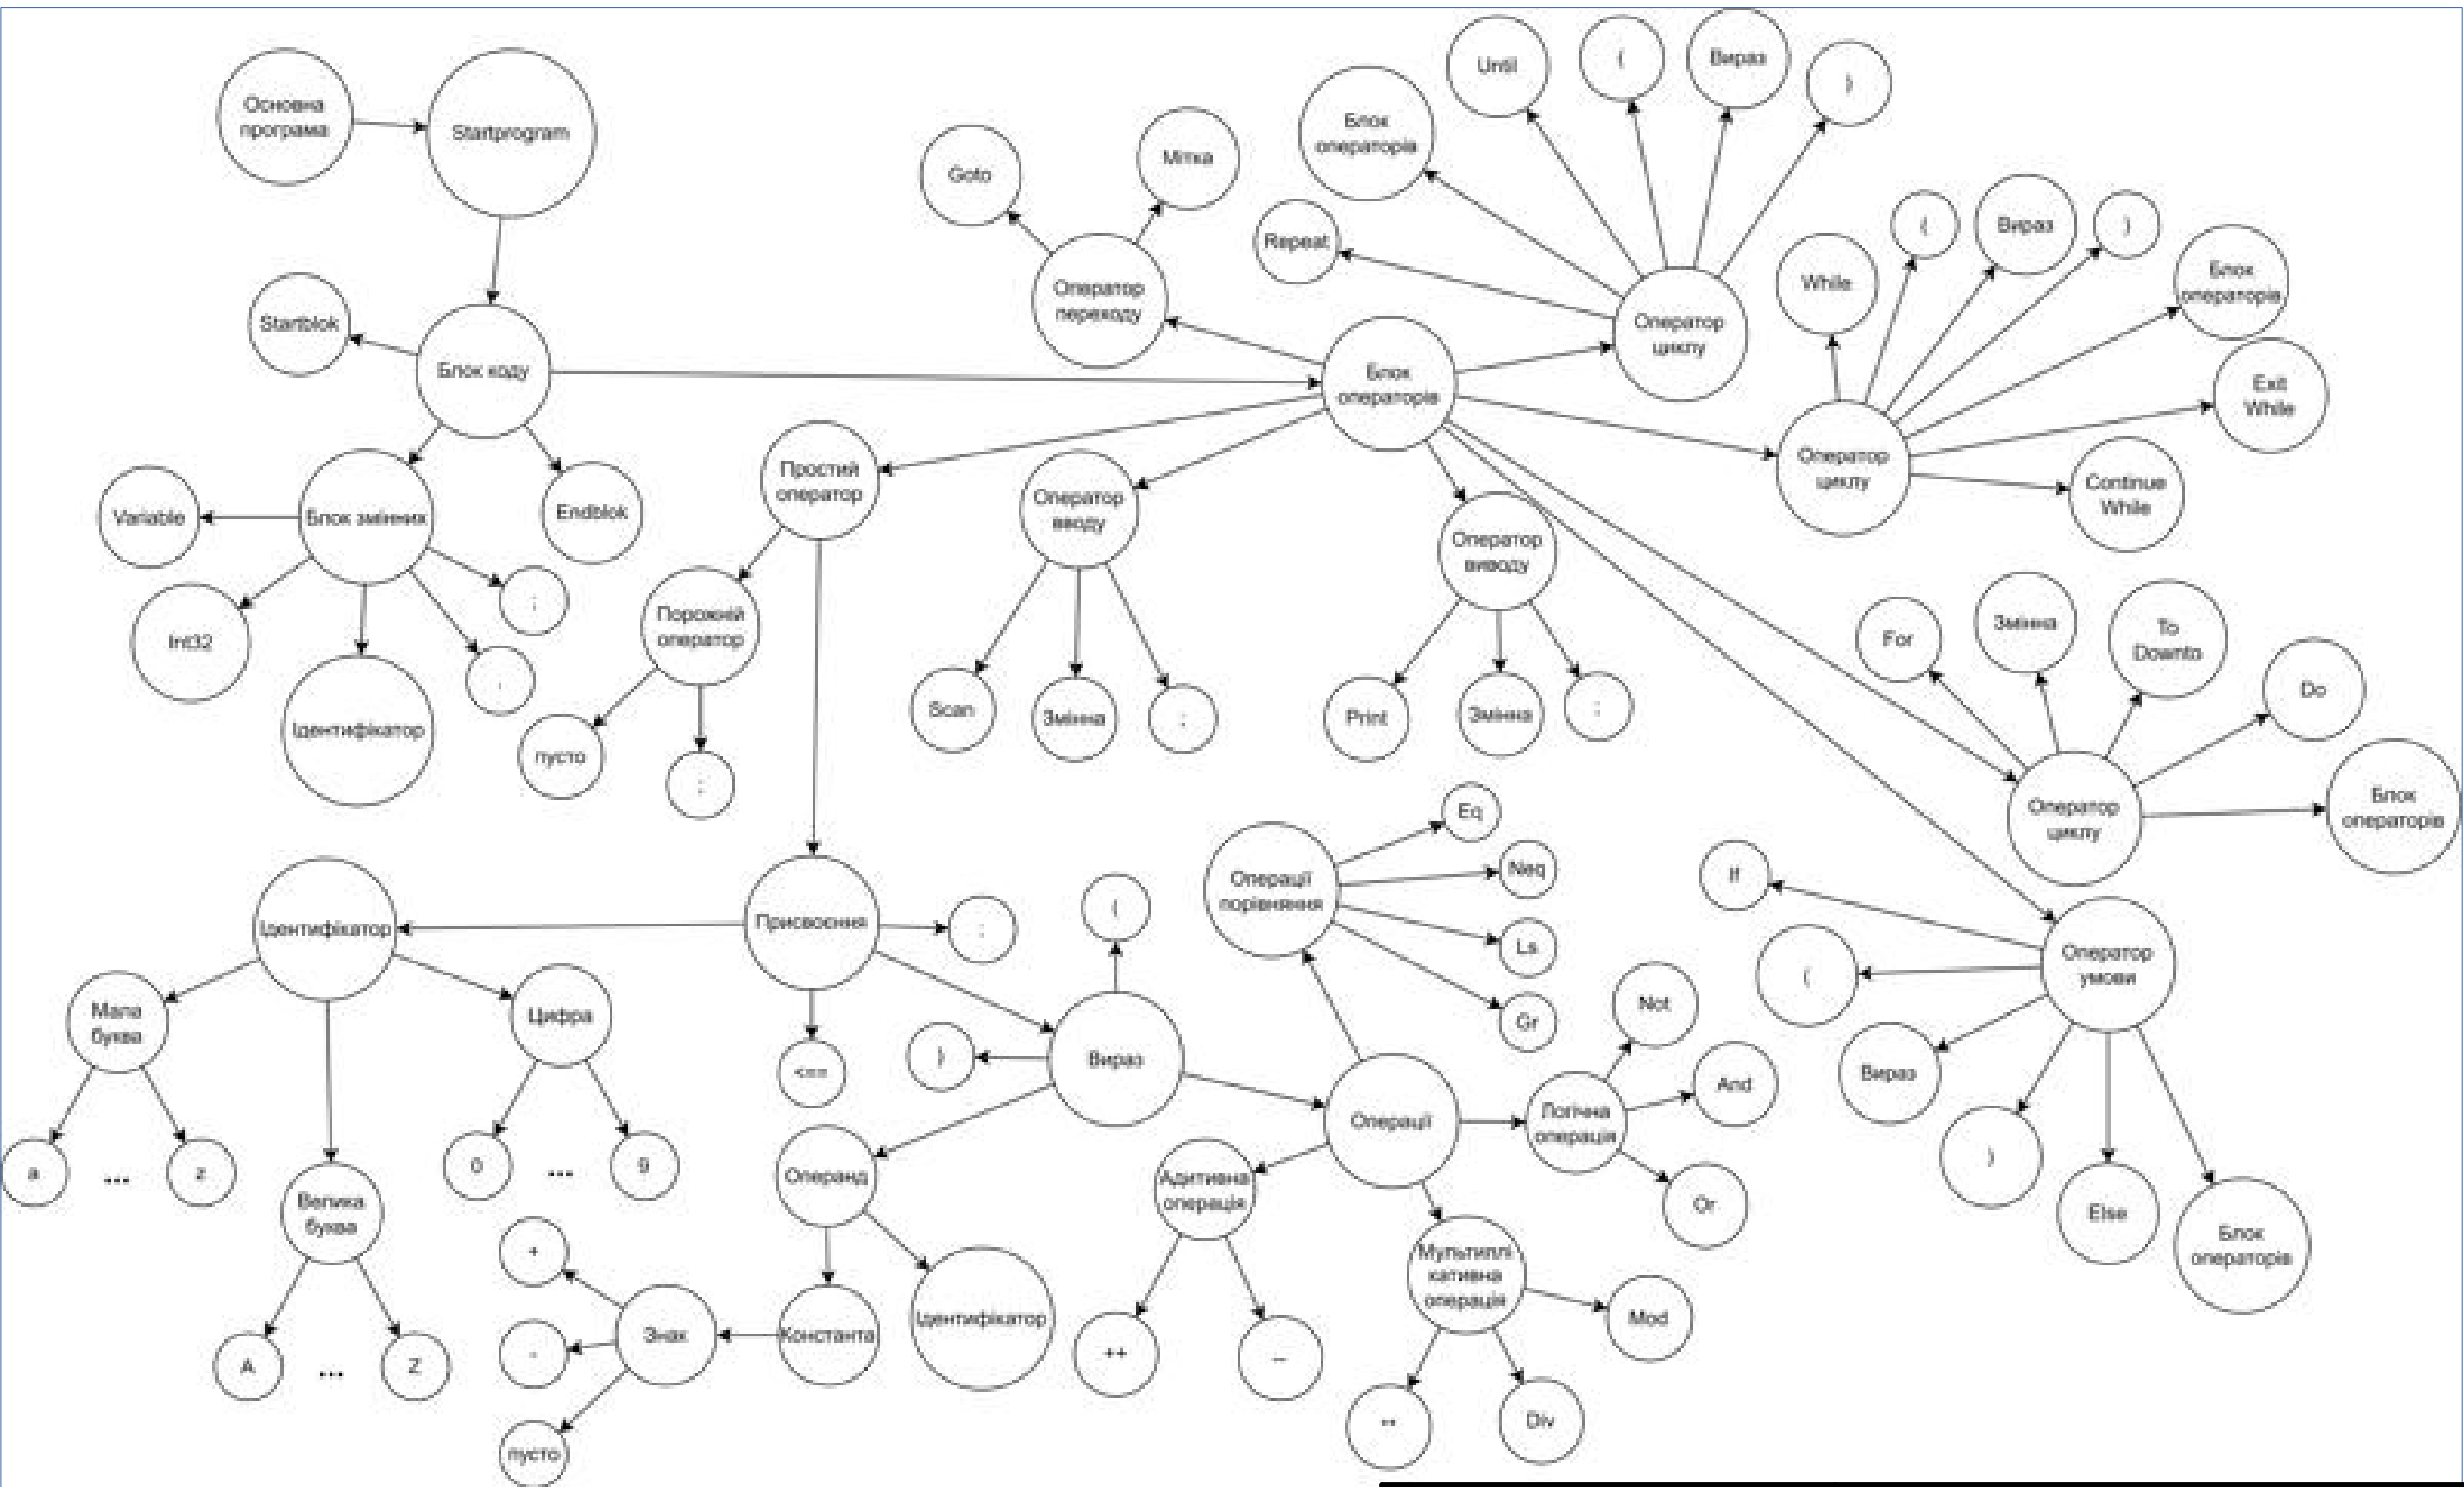 Основна
програма
Startprogram
Startblok
Блок коду
Variable
Блок змінних
Endblok
Int32
Ідентифікатор
,
;
Goto
Мітка
Оператор
переходу
Repeat
Блок
операторів
Until
(
Вираз
)
Оператор
циклу
While
(
Вираз
)
Блок
операторів
Exit
While
Continue
While
Оператор
циклу
Блок
операторів
Простий
оператор
Порожній
оператор
пусто
;
Оператор
вводу
Scan
Змінна
;
Оператор
виводу
Print
Змінна
;
For
Змінна
To
Downto
Do
Блок
операторів
Оператор
циклу
Ідентифікатор
Присвоєння
;
<==
Мала
буква
a
...
z
Велика
буква
A
...
Z
Цифра
0
...
9
(
)
Вираз
Операції
порівняння
Eq
Neq
Ls
Gr
Операції
Логічна
операція
Not
And
Or
Операнд
Константа
Ідентифікатор
Знак
+
-
пусто
Адитивна
операція
++
Мультиплі
кативна
операція
Div
Mod
If
(
Вираз
)
Else
Блок
операторів
Оператор
умови